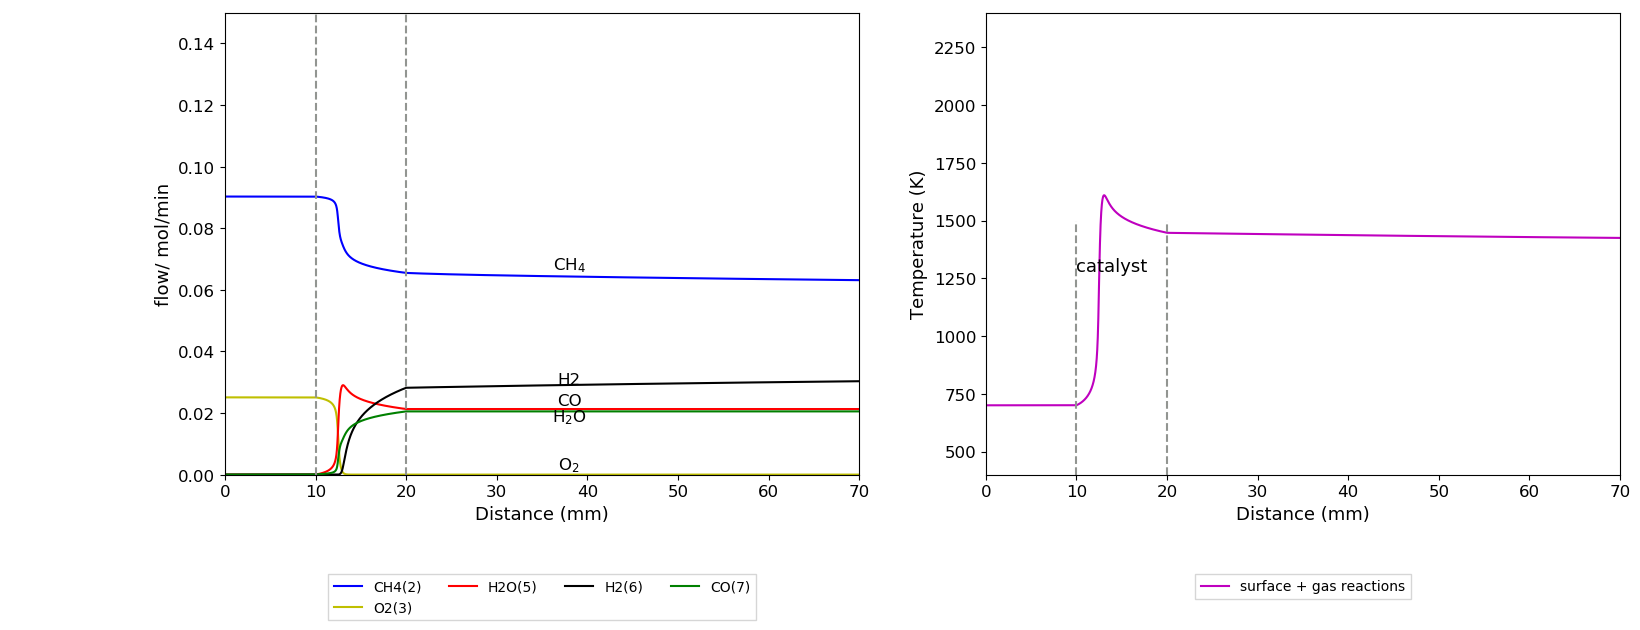 0.14
0.12
0.10
0.08
0.06
0.04
0.02
0.00
flow/ mol/min
CH₄
H2
CO
H₂O
O₂
0 10 20 30 40 50 60 70
Distance (mm)
CH4(2) H2O(5) H2(6) CO(7)
O2(3)
2250
2000
1750
1500
1250
1000
750
500
Temperature (K)
catalyst
0 10 20 30 40 50 60 70
Distance (mm)
surface + gas reactions